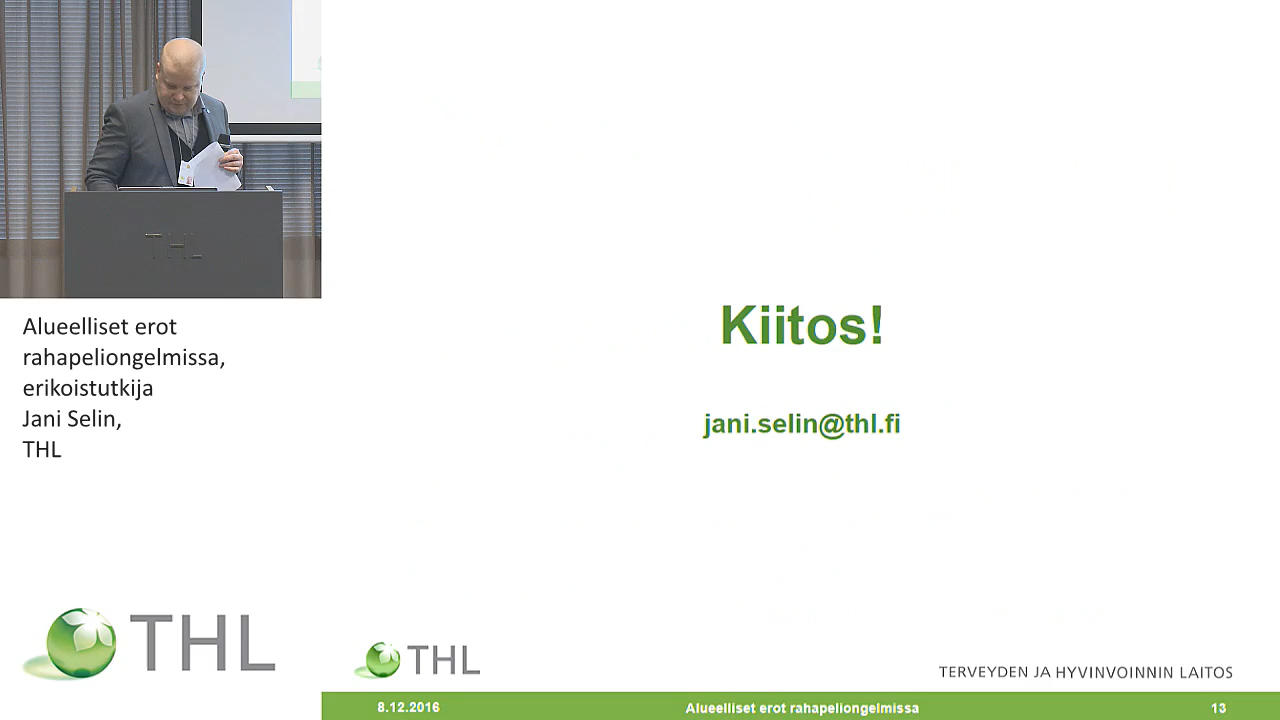 THL
Alueelliset erot
rahapeliongelmissa,
erikoistutkija
Jani Selin,
THL
THL
Kiitos!
jani.selin@thl.fi
THL
TERVEYDEN JA HYVINVOINNIN LAITOS
8.12.2016
Alueelliset erot rahapeliongelmissa
13